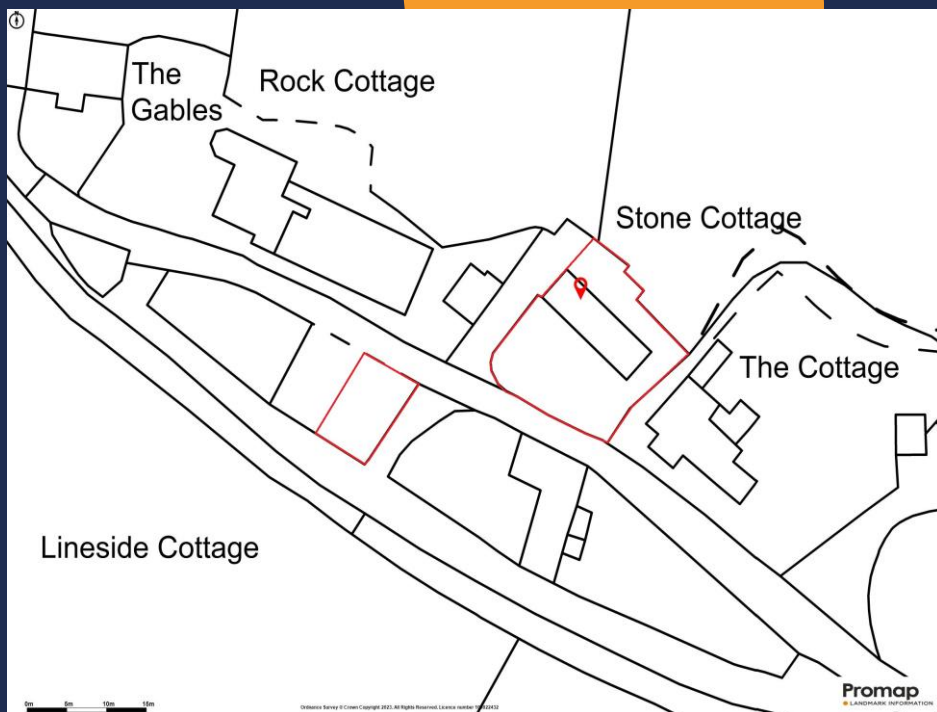 The
Gables
Rock Cottage
Stone Cottage
The Cottage
Lineside Cottage
0m 5m 10m 15m
Ordnance Survey © Crown Copyright 2023. All Rights Reserved. Licence number
Promap
LANDMARK INFORMATION